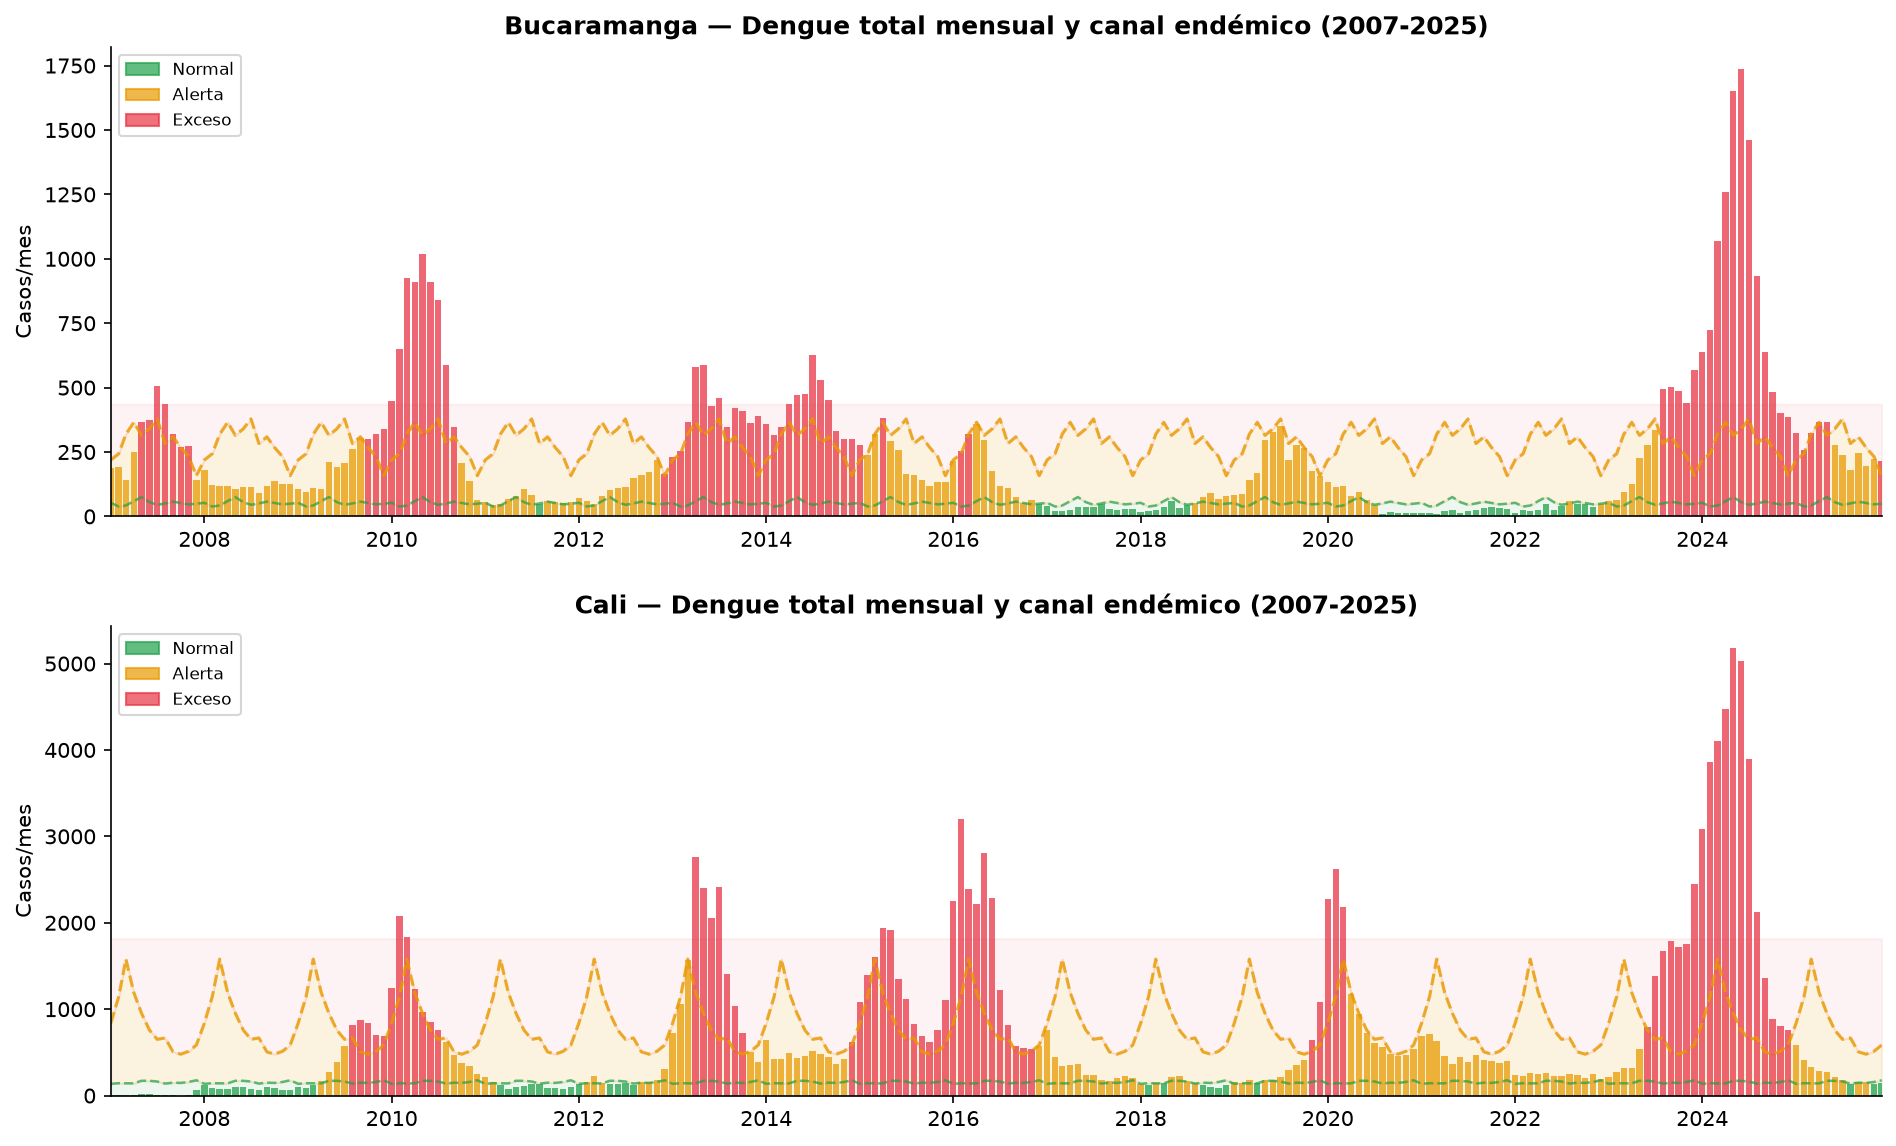 Bucaramanga — Dengue total mensual y canal endémico (2007-2025)
Casos/mes
1750
1500
1250
1000
750
500
250
0
Normal
Alerta
Exceso
2008 2010 2012 2014 2016 2018 2020 2022 2024
Cali — Dengue total mensual y canal endémico (2007-2025)
Casos/mes
5000
4000
3000
2000
1000
0
Normal
Alerta
Exceso
2008 2010 2012 2014 2016 2018 2020 2022 2024